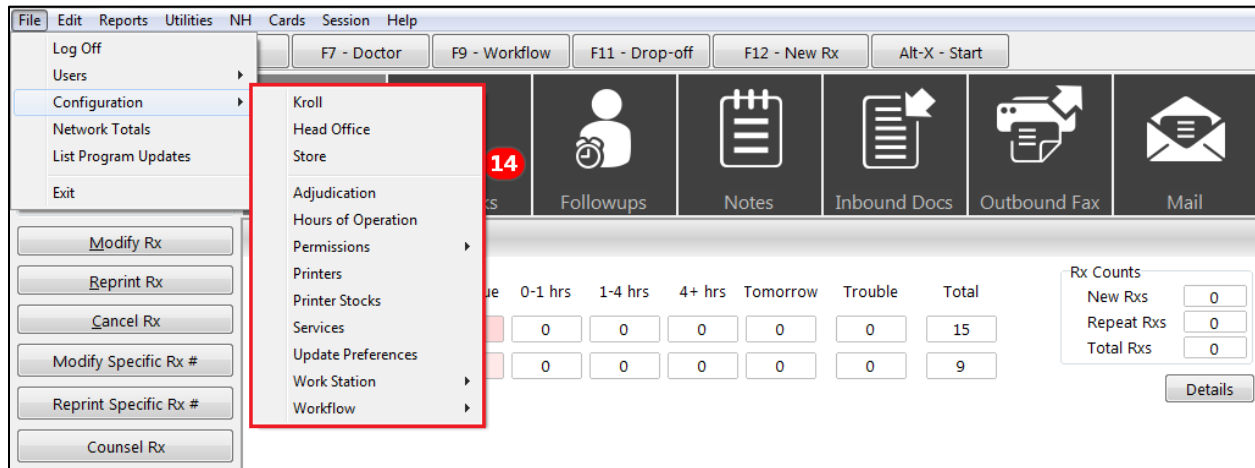 File Edit Reports Utilities NH Cards Session Help
Log Off
Users
Configuration
Network Totals
List Program Updates
Exit
F7 - Doctor F9 - Workflow F11 - Drop-off F12 - New Rx Alt-X - Start
Kroll
Head Office
Store
Adjudication
Hours of Operation
Permissions
Printers
Printer Stocks
Services
Update Preferences
Work Station
Workflow
14
Followups Notes Inbound Docs Outbound Fax Mail
Modify Rx
Reprint Rx
Cancel Rx
Modify Specific Rx #
Reprint Specific Rx #
Counsel Rx
0-1 hrs 1-4 hrs 4+ hrs Tomorrow Trouble Total
0 0 0 0 0 15
0 0 0 0 0 9
Rx Counts
New Rxs 0
Repeat Rxs 0
Total Rxs 0
Details